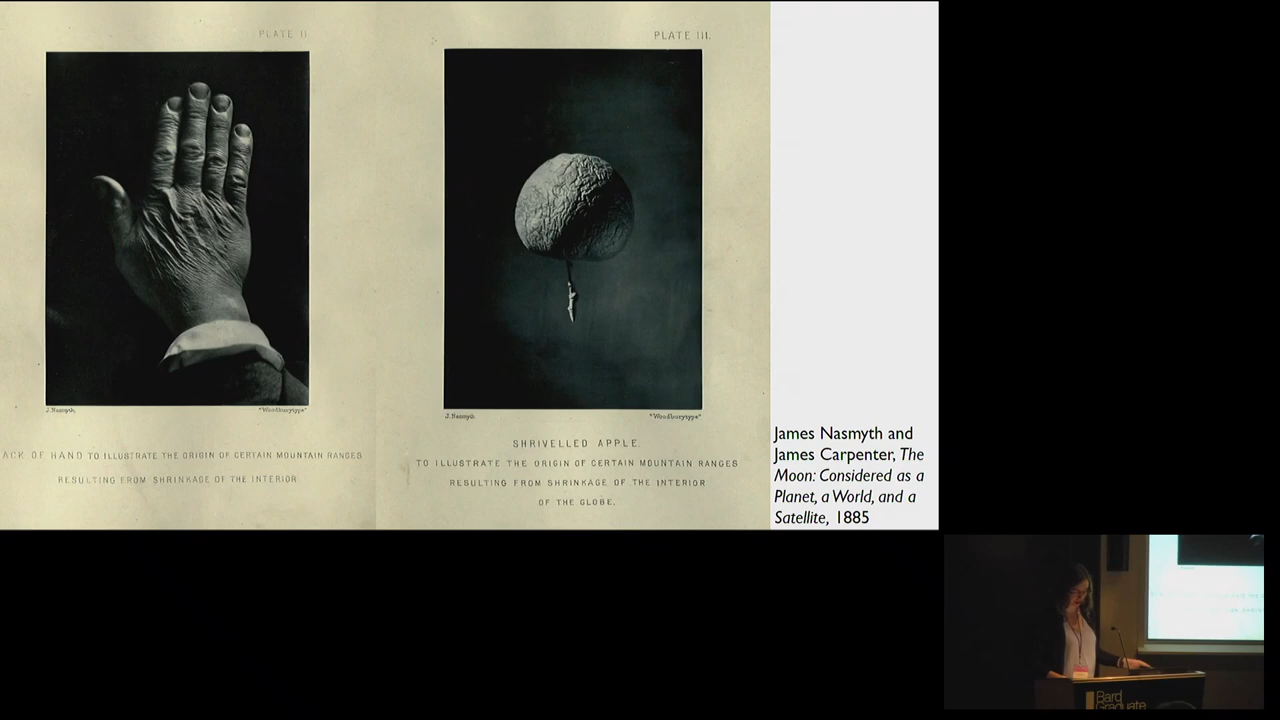 PLATE II
J. Nasmyth.
"Woodburytype"
ACK OF HAND TO ILLUSTRATE THE ORIGIN OF CERTAIN MOUNTAIN RANGES
RESULTING FROM SHRINKAGE OF THE INTERIOR
PLATE III.
J. Nasmyth.
"Woodburytype"
SHRIVELLED APPLE.
TO ILLUSTRATE THE ORIGIN OF CERTAIN MOUNTAIN RANGES
RESULTING FROM SHRINKAGE OF THE INTERIOR
OF THE GLOBE.
James Nasmyth and
James Carpenter, The
Moon: Considered as a
Planet, a World, and a
Satellite, 1885
Bard
Graduate